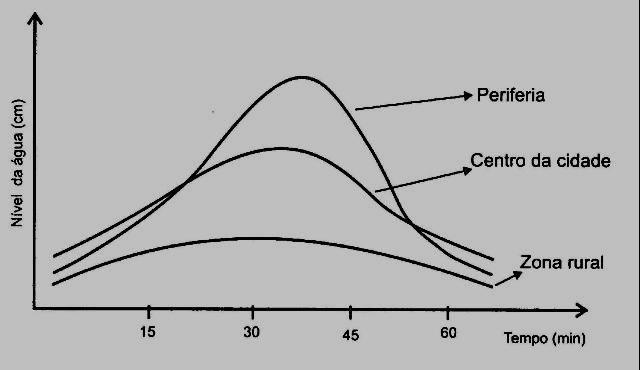 Nível da água (cm)
Periferia
Centro da cidade
Zona rural
15
30
45
60
Tempo (min)